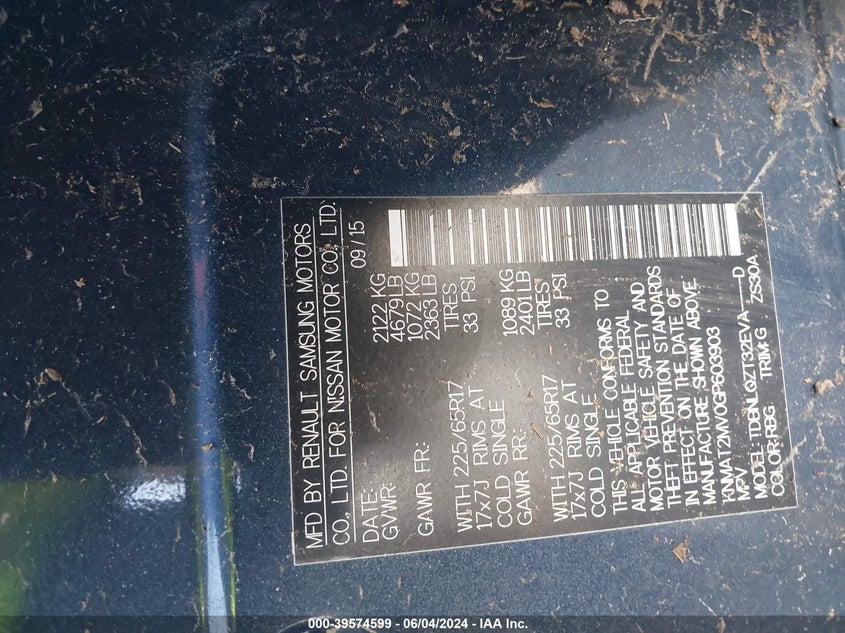 MFD BY RENAULT SAMSUNG MOTORS
CO., LTD. FOR NISSAN MOTOR CO., LTD.
DATE: 09/15
GVWR: 2122 KG
4679 LB
GAWR FR: 1072 KG
2363 LB
WITH 225/65R17 TIRES
17x7J RIMS AT 33 PSI
COLD SINGLE
GAWR RR: 1089 KG
2401 LB
WITH 225/65R17 TIRES
17x7J RIMS AT 33 PSI
COLD SINGLE
THIS VEHICLE CONFORMS TO
ALL APPLICABLE FEDERAL
MOTOR VEHICLE SAFETY AND
THEFT PREVENTION STANDARDS
IN EFFECT ON THE DATE OF
MANUFACTURE SHOWN ABOVE.
KNMAT2MV0GP603903
MPV
MODEL: TDBNLQZT32EVA----D
COLOR:RBG TRIM:G ZS30A
000-39574599 | 06/04/2024 - IAA Inc.